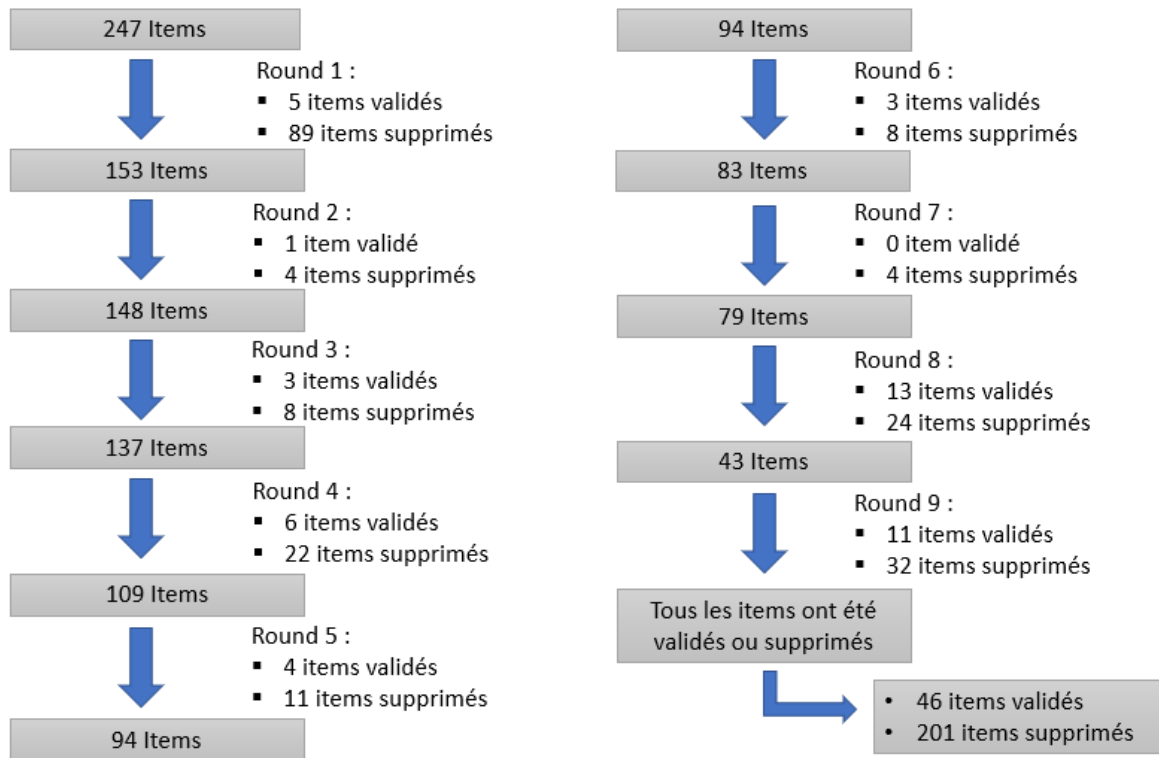 247 Items
Round 1 :
▪ 5 items validés
▪ 89 items supprimés
153 Items
Round 2 :
▪ 1 item validé
▪ 4 items supprimés
148 Items
Round 3 :
▪ 3 items validés
▪ 8 items supprimés
137 Items
Round 4 :
▪ 6 items validés
▪ 22 items supprimés
109 Items
Round 5 :
▪ 4 items validés
▪ 11 items supprimés
94 Items
94 Items
Round 6 :
▪ 3 items validés
▪ 8 items supprimés
83 Items
Round 7 :
▪ 0 item validé
▪ 4 items supprimés
79 Items
Round 8 :
▪ 13 items validés
▪ 24 items supprimés
43 Items
Round 9 :
▪ 11 items validés
▪ 32 items supprimés
Tous les items ont été
validés ou supprimés
• 46 items validés
• 201 items supprimés